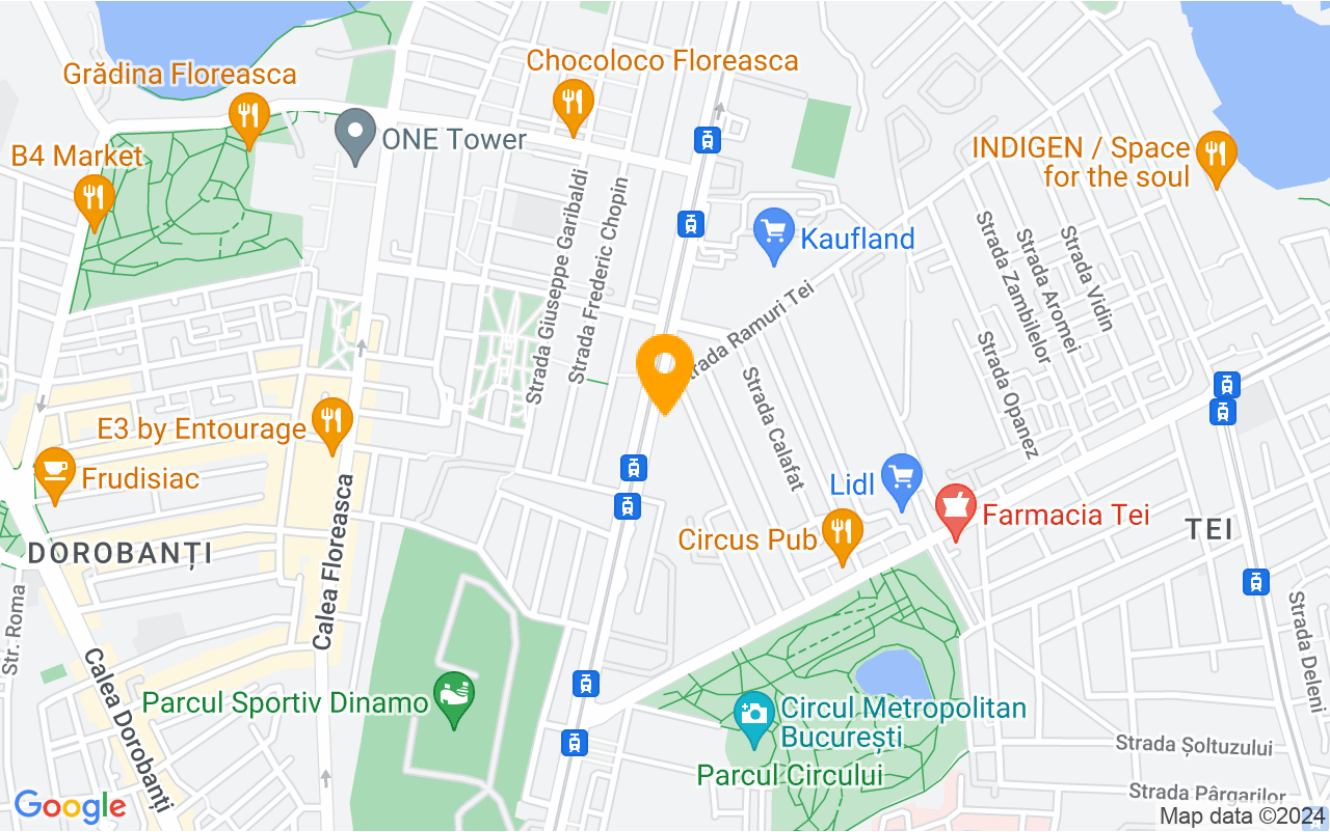 Grădina Floreasca
Chocoloco Floreasca
ONE Tower
B4 Market
INDIGEN / Space
for the soul
Strada Giuseppe Garibaldi
Strada Frederic Chopin
Kaufland
Strada Zambilelor
Strada Aromei
Strada Vidin
trada Ramuri Tei
Strada Opanez
Strada Calafat
E3 by Entourage
Frudisiac
Lidl
Farmacia Tei
TEI
Circus Pub
DOROBANȚI
Calea Floreasca
Str. Roma
Strada Deleni
Calea Dorobanți
Parcul Sportiv Dinamo
Circul Metropolitan
București
Parcul Circului
Strada Șoltuzului
Strada Pârgarilor
Google
Map data ©2024